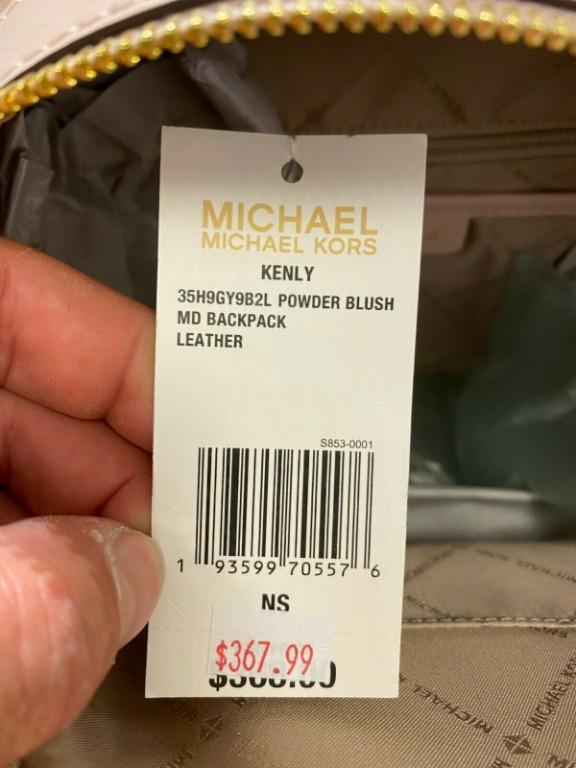 MICHAEL
MICHAEL KORS
KENLY
35H9GY9B2L POWDER BLUSH
MD BACKPACK
LEATHER
S853-0001
1 93599 70557 6
NS
$367.99
MICHAEL